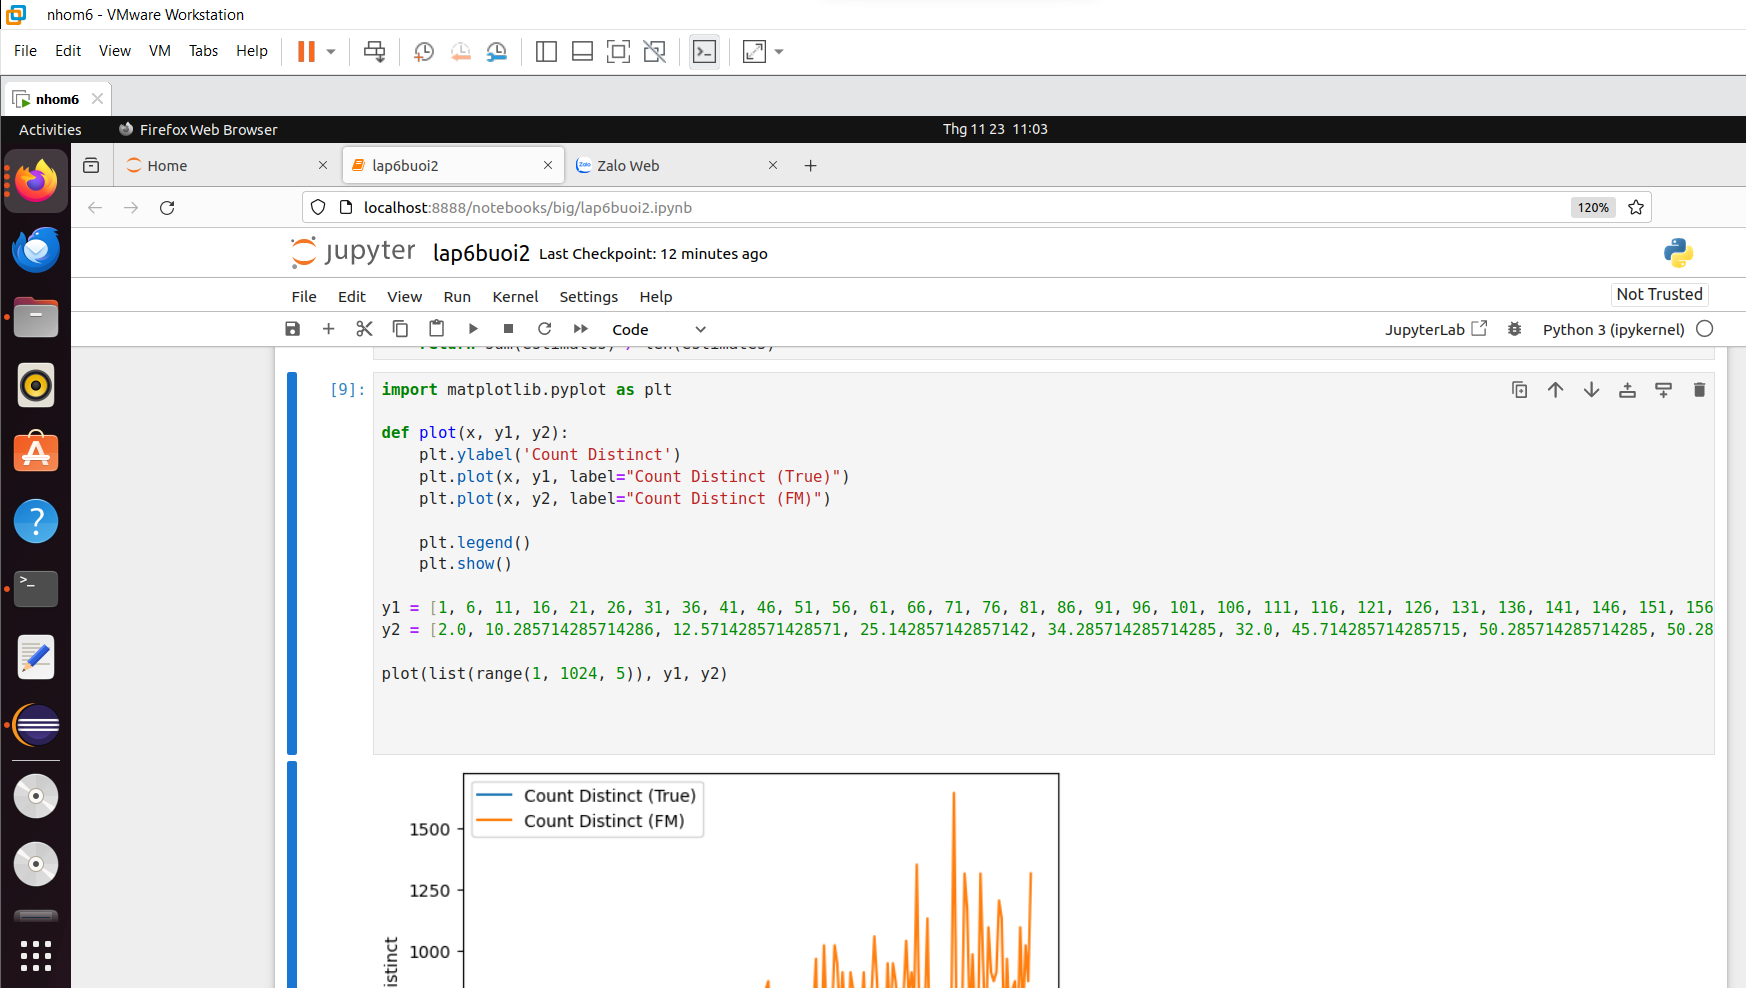 nhom6 - VMware Workstation
File Edit View VM Tabs Help
nhom6
Activities Firefox Web Browser Thg 11 23 11:03
Home lap6buoi2 Zalo Zalo Web
localhost:8888/notebooks/big/lap6buoi2.ipynb 120%
jupyter lap6buoi2 Last Checkpoint: 12 minutes ago
File Edit View Run Kernel Settings Help Not Trusted
Code JupyterLab Python 3 (ipykernel)
return sum(estimates) / len(estimates)
[9]: import matplotlib.pyplot as plt
def plot(x, y1, y2):
plt.ylabel('Count Distinct')
plt.plot(x, y1, label="Count Distinct (True)")
plt.plot(x, y2, label="Count Distinct (FM)")
plt.legend()
plt.show()
y1 = [1, 6, 11, 16, 21, 26, 31, 36, 41, 46, 51, 56, 61, 66, 71, 76, 81, 86, 91, 96, 101, 106, 111, 116, 121, 126, 131, 136, 141, 146, 151, 156
y2 = [2.0, 10.285714285714286, 12.571428571428571, 25.142857142857142, 34.285714285714285, 32.0, 45.714285714285715, 50.285714285714285, 50.28
plot(list(range(1, 1024, 5)), y1, y2)
Count Distinct (True)
Count Distinct (FM)
1500
1250
1000
istinct